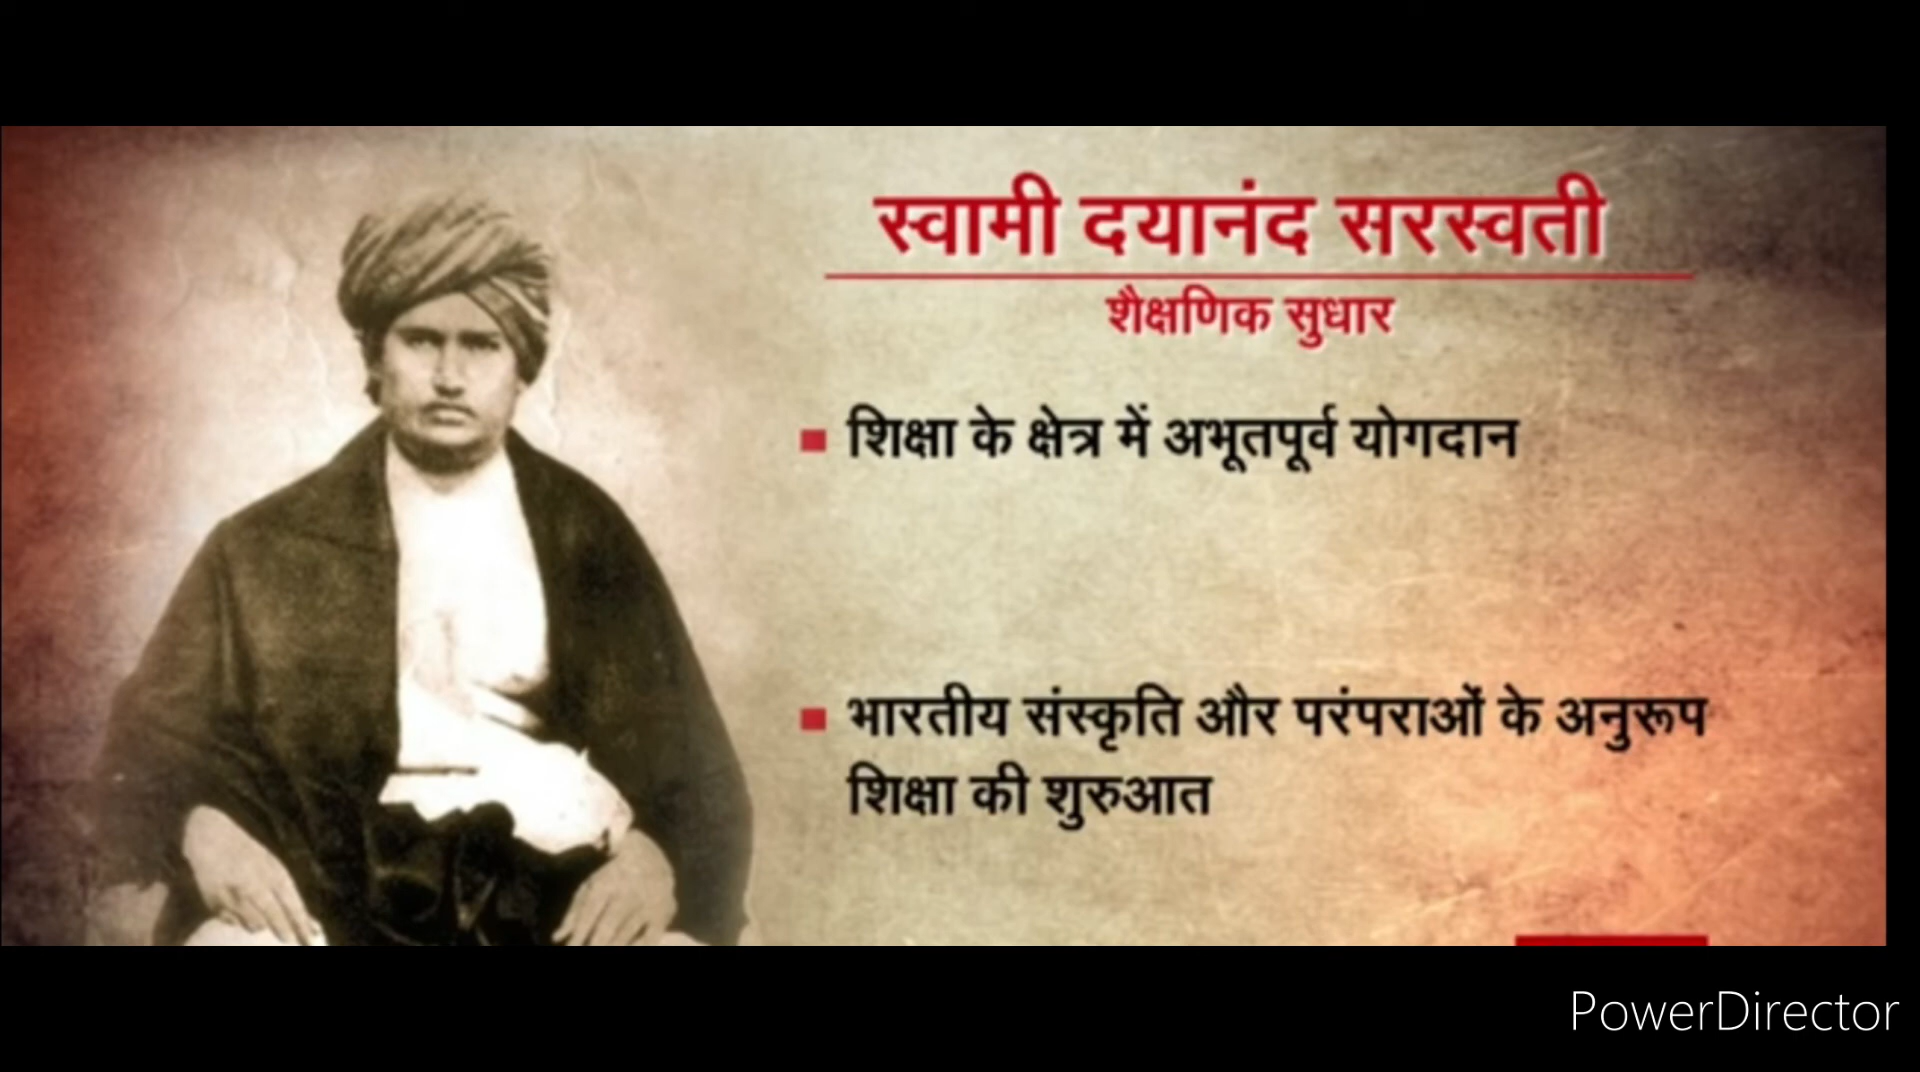 स्वामी दयानंद सरस्वती
शैक्षणिक सुधार
शिक्षा के क्षेत्र में अभूतपूर्व योगदान
भारतीय संस्कृति और परंपराओं के अनुरूप
शिक्षा की शुरुआत
PowerDirector